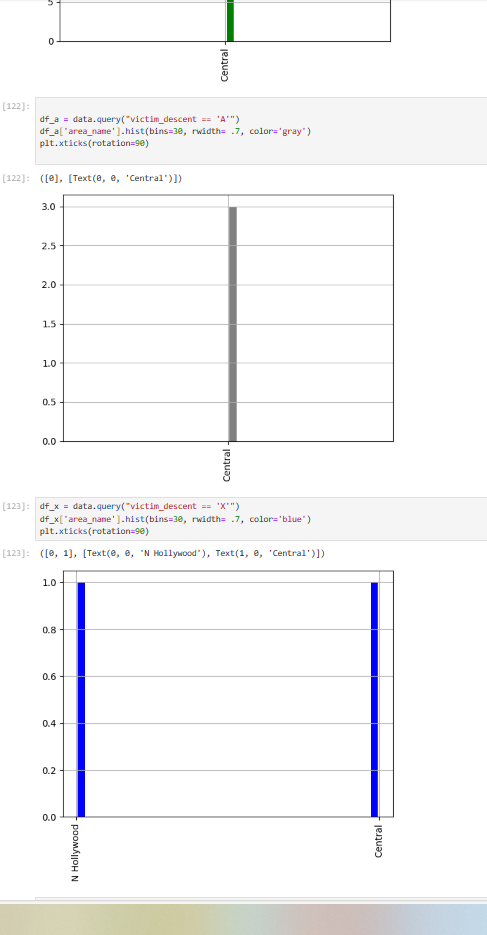 5
0
Central
[122]:
df_a = data.query("victim_descent == 'A'")
df_a['area_name'].hist(bins=30, rwidth= .7, color='gray')
plt.xticks(rotation=90)
[122]: ([0], [Text(0, 0, 'Central')])
3.0
2.5
2.0
1.5
1.0
0.5
0.0
Central
[123]: df_x = data.query("victim_descent == 'X'")
df_x['area_name'].hist(bins=30, rwidth= .7, color='blue')
plt.xticks(rotation=90)
[123]: ([0, 1], [Text(0, 0, 'N Hollywood'), Text(1, 0, 'Central')])
1.0
0.8
0.6
0.4
0.2
0.0
N Hollywood
Central